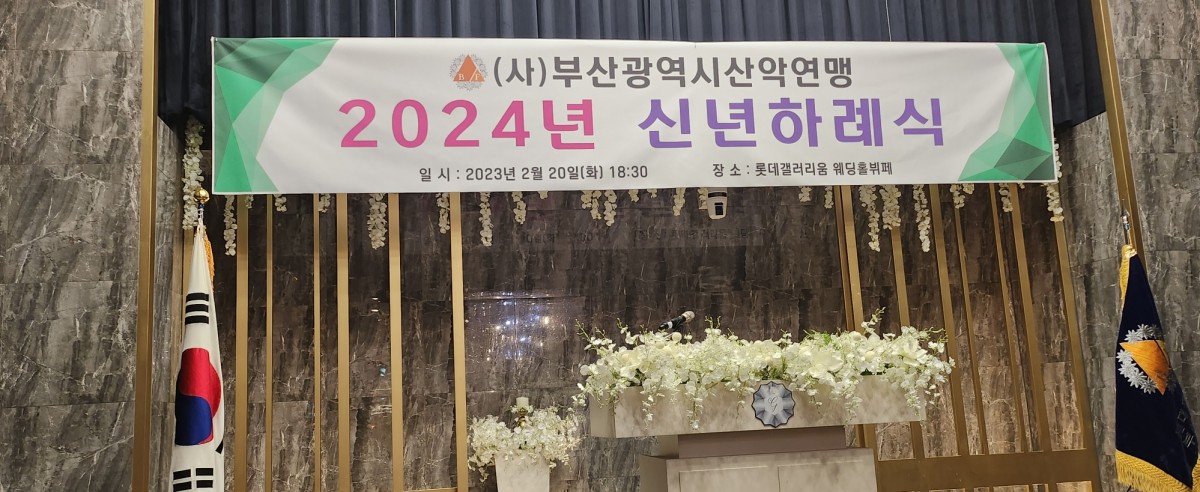 (사)부산광역시산악연맹
2024년 신년하례식
일 시 : 2023년 2월 20일(화) 18:30 장 소 : 롯데갤러리움 웨딩홀뷔페